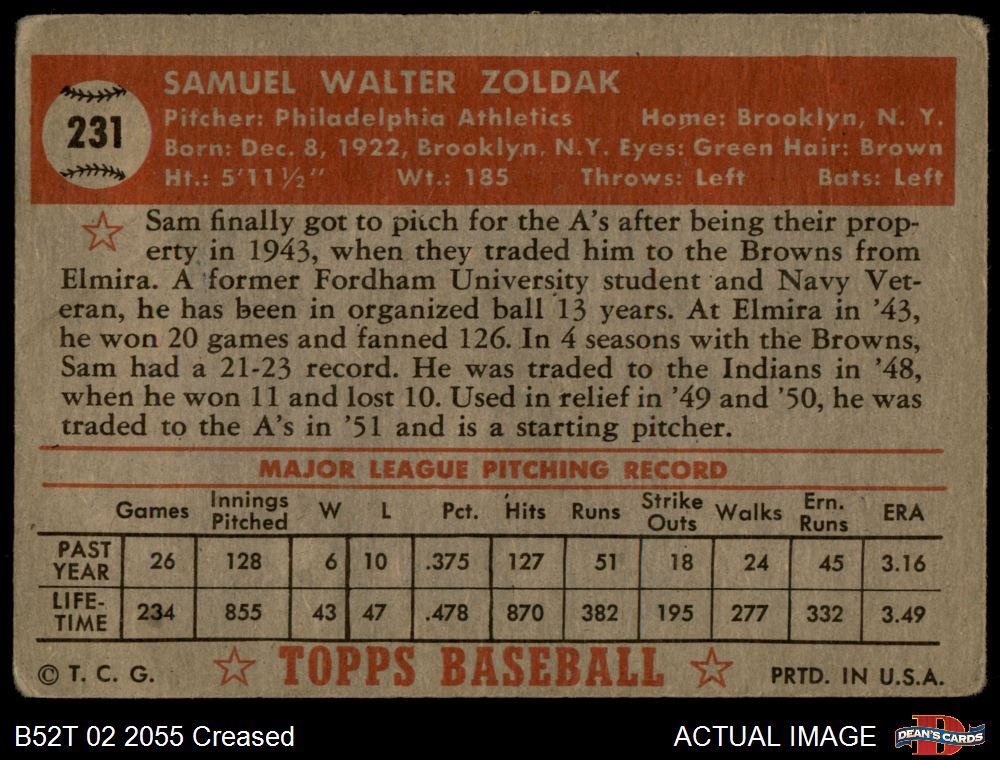 231
SAMUEL WALTER ZOLDAK
Pitcher: Philadelphia Athletics Home: Brooklyn, N. Y.
Born: Dec. 8, 1922, Brooklyn, N.Y. Eyes: Green Hair: Brown
Ht.: 5'11½" Wt.: 185 Throws: Left Bats: Left
Sam finally got to pitch for the A's after being their prop-
erty in 1943, when they traded him to the Browns from
Elmira. A former Fordham University student and Navy Vet-
eran, he has been in organized ball 13 years. At Elmira in '43,
he won 20 games and fanned 126. In 4 seasons with the Browns,
Sam had a 21-23 record. He was traded to the Indians in '48,
when he won 11 and lost 10. Used in relief in '49 and '50, he was
traded to the A's in '51 and is a starting pitcher.
MAJOR LEAGUE PITCHING RECORD
Games Innings Pitched W L Pct. Hits Runs Strike Outs Walks Ern. Runs ERA
PAST YEAR 26 128 6 10 .375 127 51 18 24 45 3.16
LIFE-TIME 234 855 43 47 .478 870 382 195 277 332 3.49
© T. C. G. TOPPS BASEBALL PRTD. IN U.S.A.
B52T 02 2055 Creased ACTUAL IMAGE DEAN'S CARDS